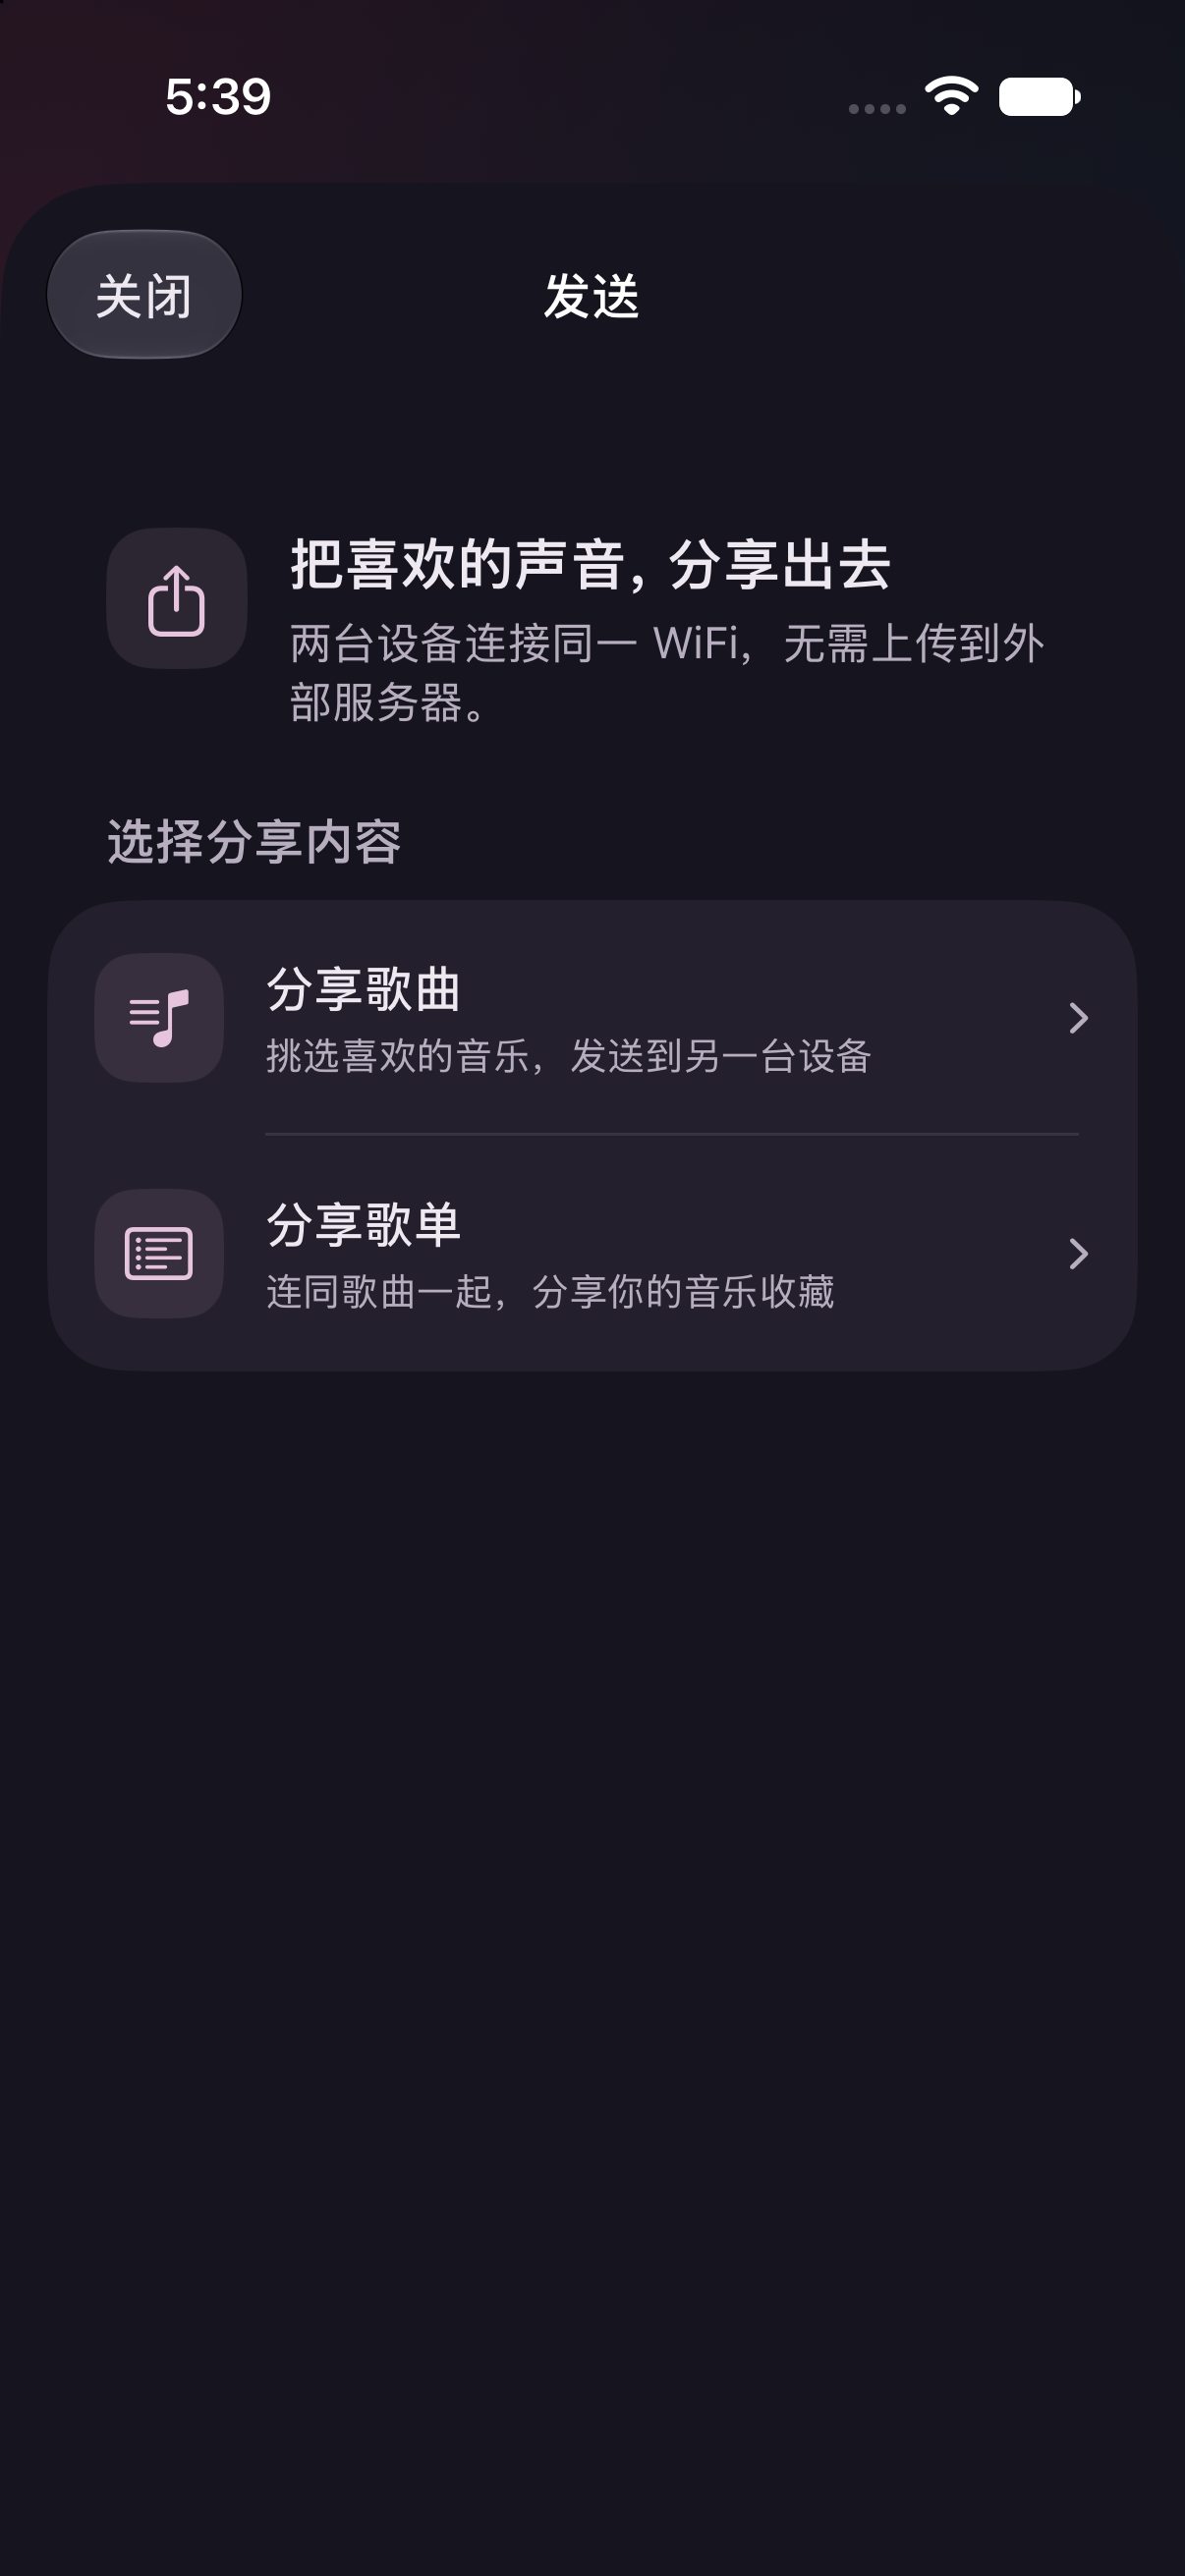 5:39
关闭
发送
把喜欢的声音，分享出去
两台设备连接同一 WiFi，无需上传到外
部服务器。
选择分享内容
分享歌曲
挑选喜欢的音乐，发送到另一台设备
分享歌单
连同歌曲一起，分享你的音乐收藏